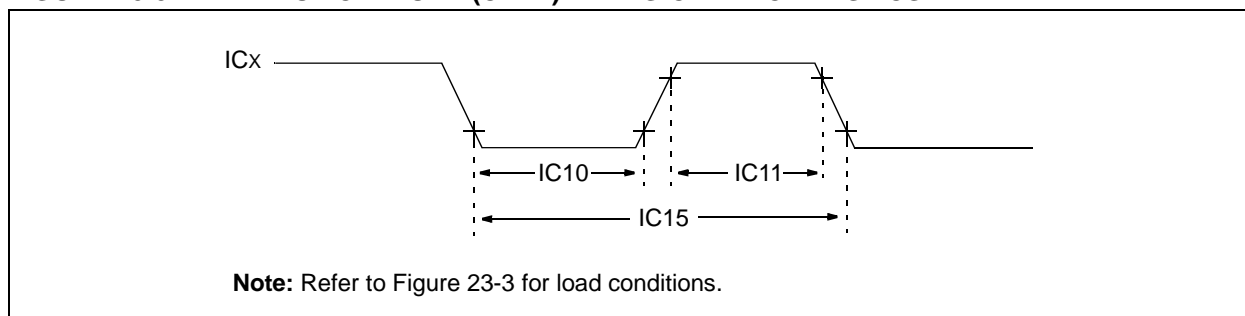 ICX
IC10
IC11
IC15
Note: Refer to Figure 23-3 for load conditions.